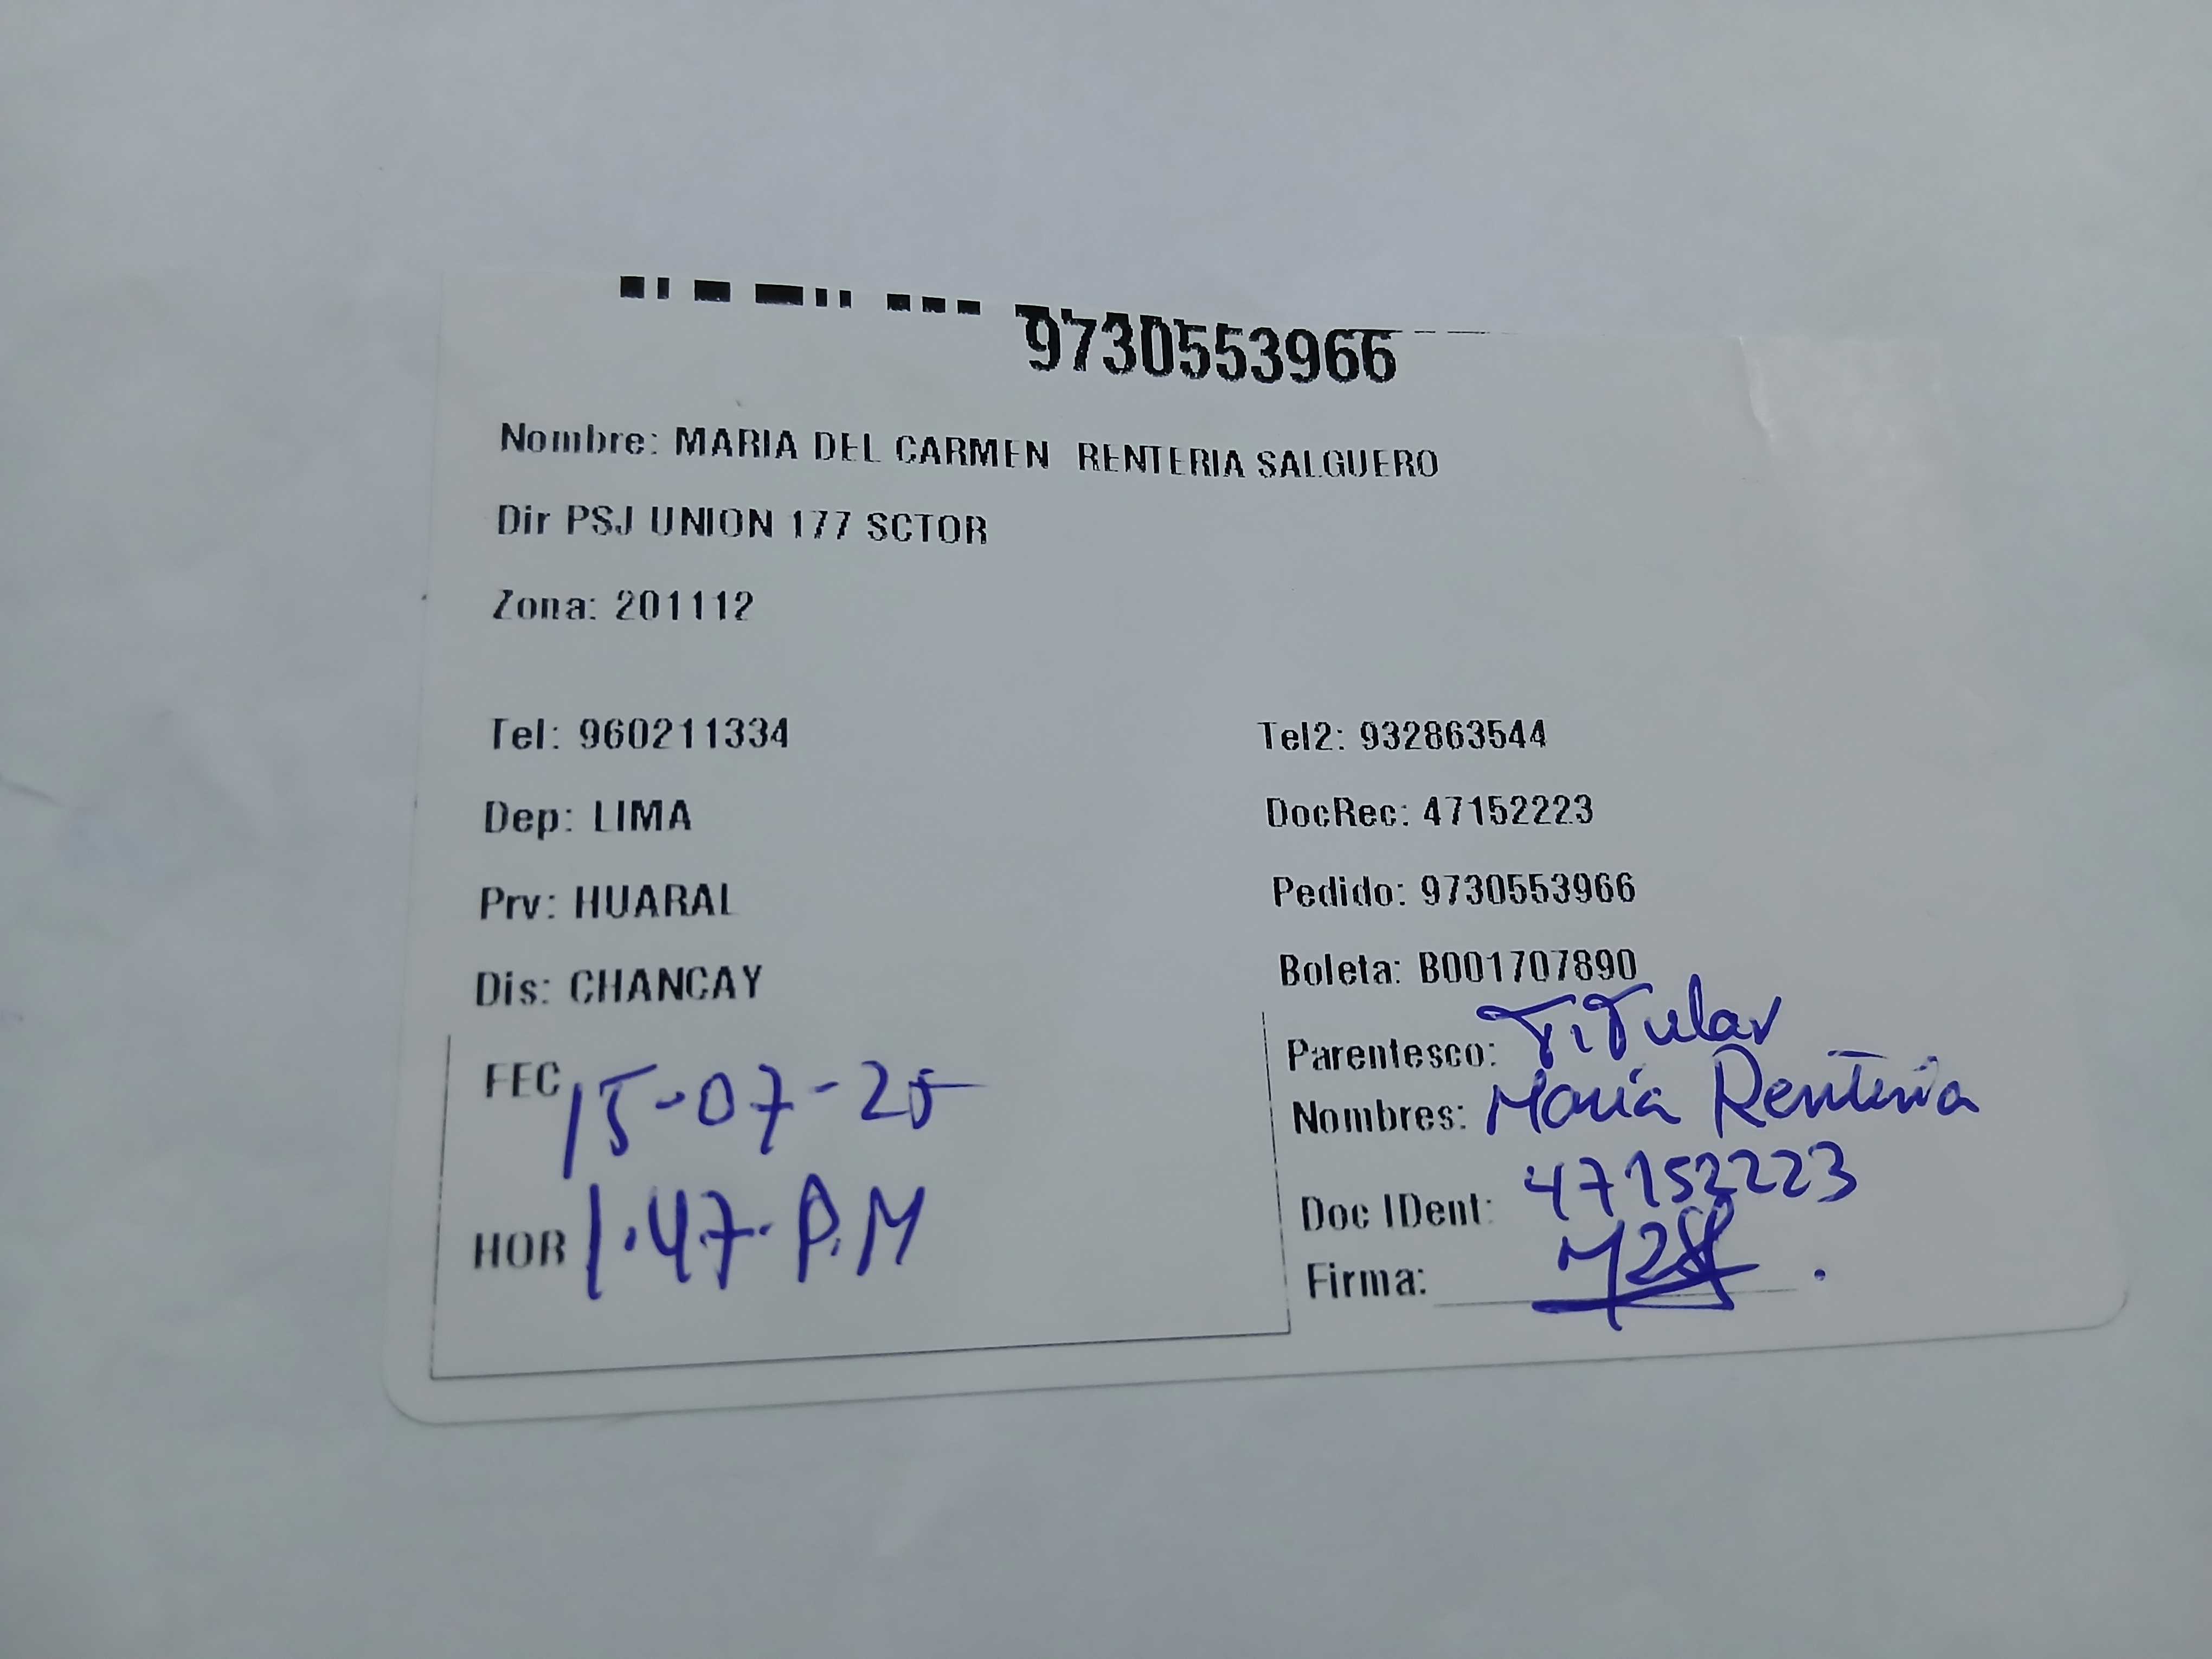 9730553966
Nombre: MARIA DEL CARMEN RENTERIA SALGUERO
Dir PSJ UNION 177 SCTOR
Zona: 201112
Tel: 960211334
Tel2: 932863544
Dep: LIMA
DocRec: 47152223
Prv: HUARAL
Pedido: 9730553966
Dis: CHANCAY
Boleta: B001707890
FEC 15-07-25
Parentesco: Titular
Nombres: Maria Renteria
HOR 1.47 P.M
Doc IDent: 47152223
Firma: